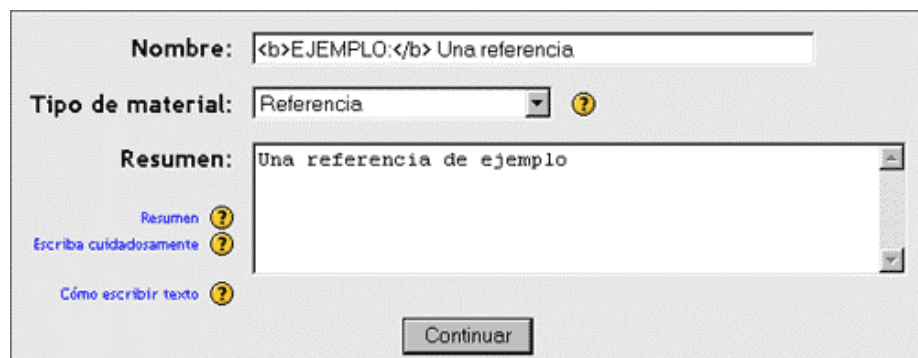 Nombre: <b>EJEMPLO:</b> Una referencia
Tipo de material: Referencia ?
Resumen: Una referencia de ejemplo
Resumen ?
Escriba cuidadosamente ?
Cómo escribir texto ?
Continuar